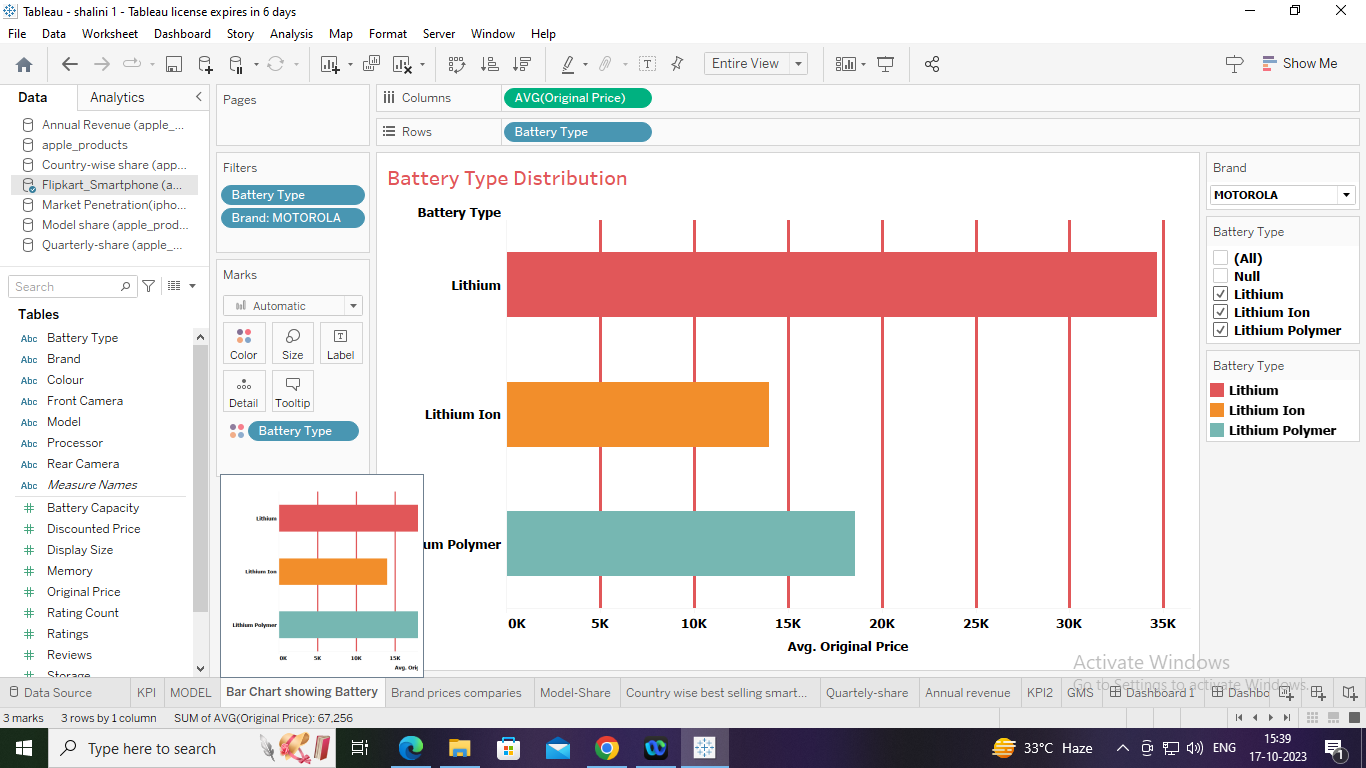 Tableau - shalini 1 - Tableau license expires in 6 days
File Data Worksheet Dashboard Story Analysis Map Format Server Window Help
Entire View
Show Me
Data Analytics
Annual Revenue (apple_...
apple_products
Country-wise share (app...
Flipkart_Smartphone (a...
Market Penetration(ipho...
Model share (apple_prod...
Quarterly-share (apple_...
Search
Tables
Abc Battery Type
Abc Brand
Abc Colour
Abc Front Camera
Abc Model
Abc Processor
Abc Rear Camera
Abc Measure Names
# Battery Capacity
# Discounted Price
# Display Size
# Memory
# Original Price
# Rating Count
# Ratings
# Reviews
Storage
Pages
Filters
Battery Type
Brand: MOTOROLA
Marks
Automatic
Color Size Label
Detail Tooltip
Battery Type
Columns AVG(Original Price)
Rows Battery Type
Battery Type Distribution
Battery Type
Lithium
Lithium Ion
um Polymer
0K 5K 10K 15K 20K 25K 30K 35K
Avg. Original Price
Lithium
Lithium Ion
Lithium Polymer
0K 5K 10K 15K
Avg. Orig
Brand
MOTOROLA
Battery Type
(All)
Null
Lithium
Lithium Ion
Lithium Polymer
Battery Type
Lithium
Lithium Ion
Lithium Polymer
Activate Windows
Go to Settings to activate Windows.
Data Source KPI MODEL Bar Chart showing Battery Brand prices companies Model-Share Country wise best selling smart... Quartely-share Annual revenue KPI2 GMS Dashboard 1 Dashbo
3 marks 3 rows by 1 column SUM of AVG(Original Price): 67,256
Type here to search
33°C Haze
ENG
15:39
17-10-2023
1